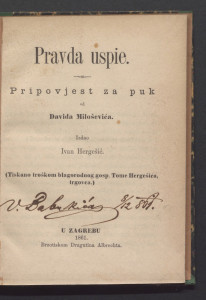 Pravda uspie.
Pripovjest za puk
od
Davida Miloševića.
Izdao
Ivan Hergešić.
(Tiskano troškom blagorodnog gosp. Tome Hergešića,
trgovca.)
U ZAGREBU
1861.
Brzotiskom Dragutina Albrechta.